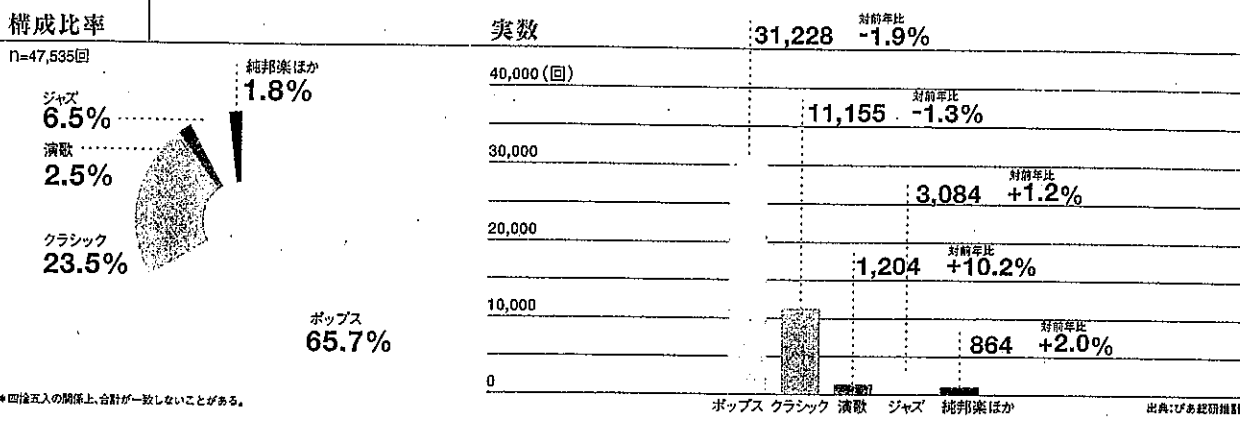 構成比率
n=47,535回
純邦楽ほか
1.8%
ジャズ
6.5%
演歌
2.5%
クラシック
23.5%
ポップス
65.7%
*四捨五入の関係上、合計が一致しないことがある。
実数
40,000(回)
30,000
20,000
10,000
0
対前年比
31,228 -1.9%
対前年比
11,155 -1.3%
対前年比
3,084 +1.2%
対前年比
1,204 +10.2%
対前年比
864 +2.0%
ポップス クラシック 演歌 ジャズ 純邦楽ほか
出典:ぴあ総研推計